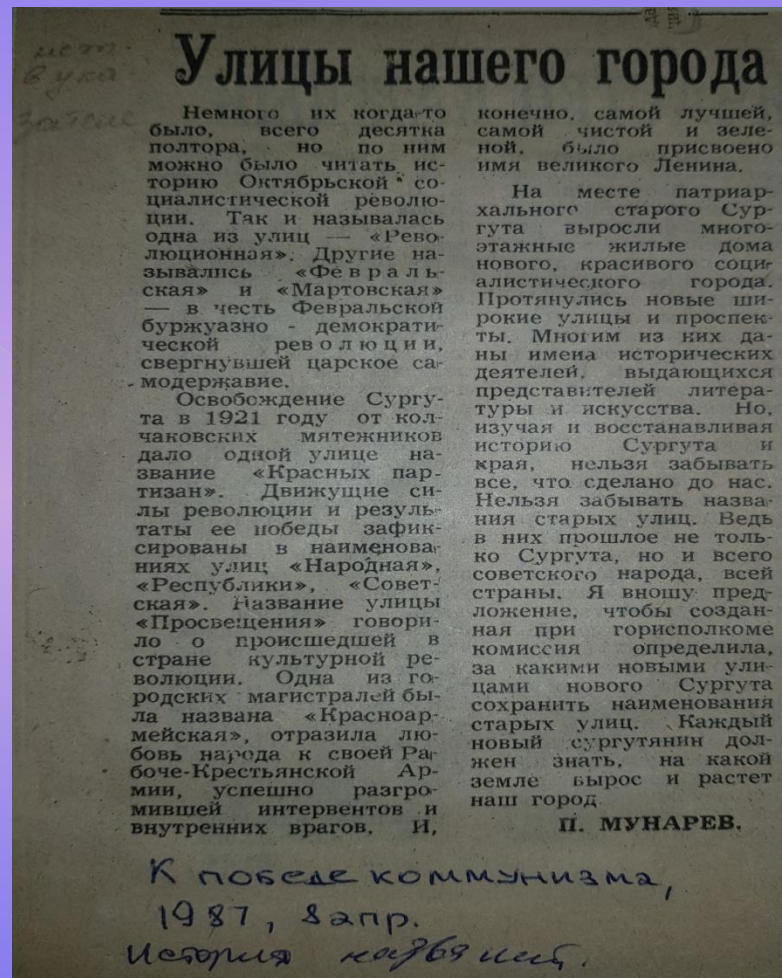 Улицы нашего города
Немного их когда-то
было, всего десятка
полтора, но по ним
можно было читать ис-
торию Октябрьской со-
циалистической револю-
ции. Так и называлась
одна из улиц — «Рево-
люционная». Другие на-
зывались «Февраль-
ская» и «Мартовская»
— в честь Февральской
буржуазно - демократи-
ческой революции,
свергнувшей царское са-
модержавие.
Освобождение Сургу-
та в 1921 году от кол-
чаковских мятежников
дало одной улице на-
звание «Красных пар-
тизан». Движущие си-
лы революции и резуль-
таты ее победы зафик-
сированы в наименова-
ниях улиц «Народная»,
«Республики», «Совет-
ская». Название улицы
«Просвещения» говори-
ло о происшедшей в
стране культурной ре-
волюции. Одна из го-
родских магистралей бы-
ла названа «Красноар-
мейская», отразила лю-
бовь народа к своей Ра-
боче-Крестьянской Ар-
мии, успешно разгро-
мившей интервентов и
внутренних врагов. И,
конечно, самой лучшей,
самой чистой и зеле-
ной, было присвоено
имя великого Ленина.
На месте патриар-
хального старого Сур-
гута выросли много-
этажные жилые дома
нового, красивого соци-
алистического города.
Протянулись новые ши-
рокие улицы и проспек-
ты. Многим из них да-
ны имена исторических
деятелей, выдающихся
представителей литера-
туры и искусства. Но,
изучая и восстанавливая
историю Сургута и
края, нельзя забывать
все, что сделано до нас.
Нельзя забывать назва-
ния старых улиц. Ведь
в них прошлое не толь-
ко Сургута, но и всего
советского народа, всей
страны. Я вношу пред-
ложение, чтобы создан-
ная при горисполкоме
комиссия определила,
за какими новыми ули-
цами нового Сургута
сохранить наименования
старых улиц. Каждый
новый сургутянин дол-
жен знать, на какой
земле вырос и растет
наш город.
П. МУНАРЕВ.
К победе коммунизма,
1987, 8 апр.
История